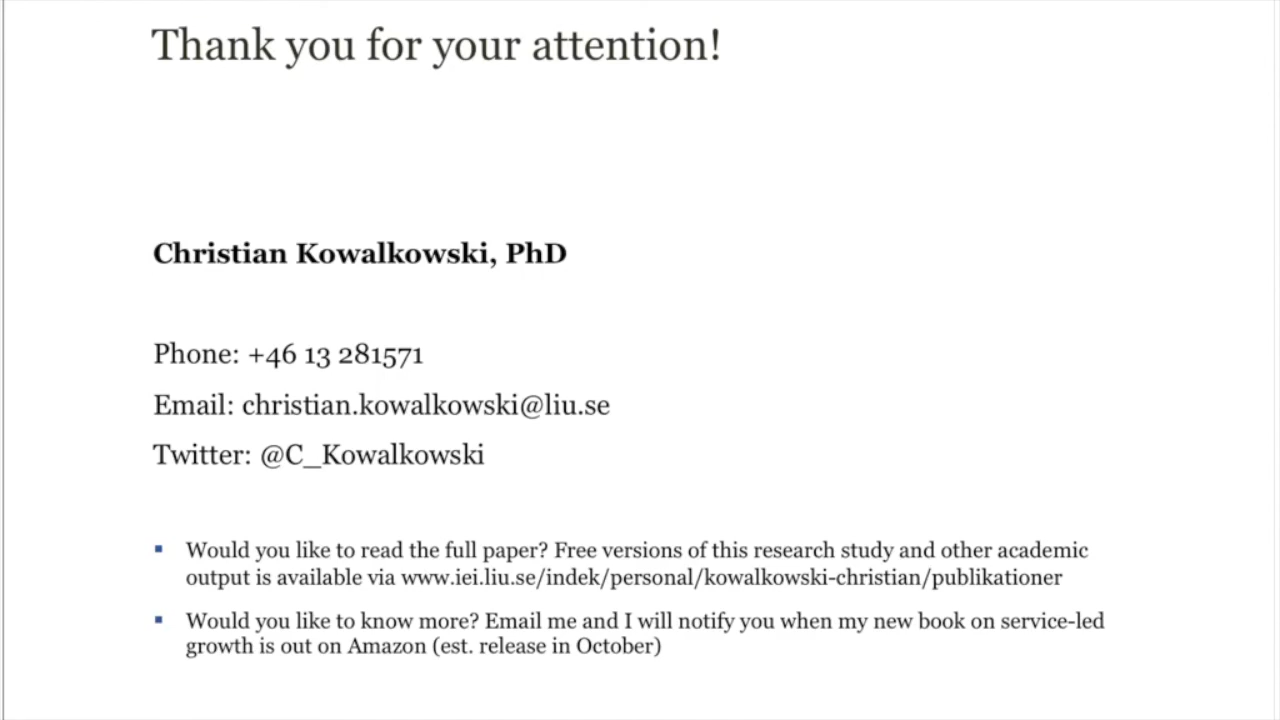 Thank you for your attention!
Christian Kowalkowski, PhD
Phone: +46 13 281571
Email: christian.kowalkowski@liu.se
Twitter: @C_Kowalkowski
▪ Would you like to read the full paper? Free versions of this research study and other academic
output is available via www.iei.liu.se/indek/personal/kowalkowski-christian/publikationer
▪ Would you like to know more? Email me and I will notify you when my new book on service-led
growth is out on Amazon (est. release in October)